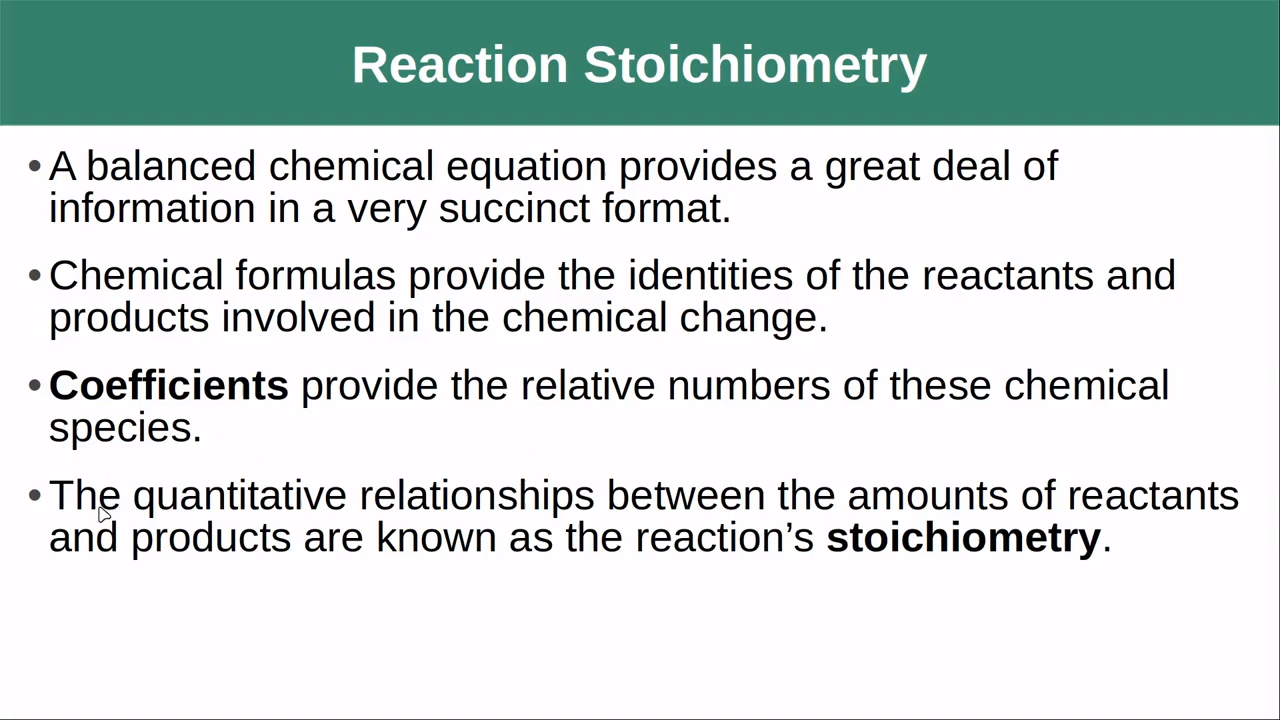 Reaction Stoichiometry
• A balanced chemical equation provides a great deal of
information in a very succinct format.
• Chemical formulas provide the identities of the reactants and
products involved in the chemical change.
• Coefficients provide the relative numbers of these chemical
species.
• The quantitative relationships between the amounts of reactants
and products are known as the reaction’s stoichiometry.